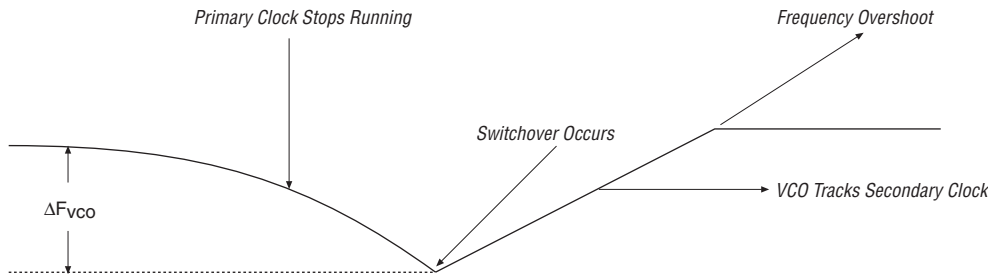 Primary Clock Stops Running
Frequency Overshoot
Switchover Occurs
VCO Tracks Secondary Clock
ΔFvco